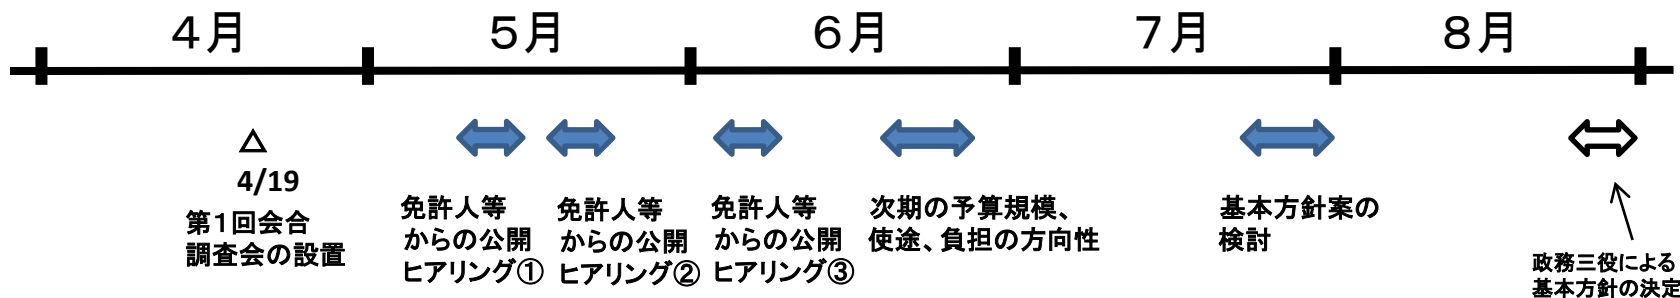 4月
5月
6月
7月
8月
4/19
第1回会合
調査会の設置
免許人等
からの公開
ヒアリング①
免許人等
からの公開
ヒアリング②
免許人等
からの公開
ヒアリング③
次期の予算規模、
使途、負担の方向性
基本方針案の
検討
政務三役による
基本方針の決定